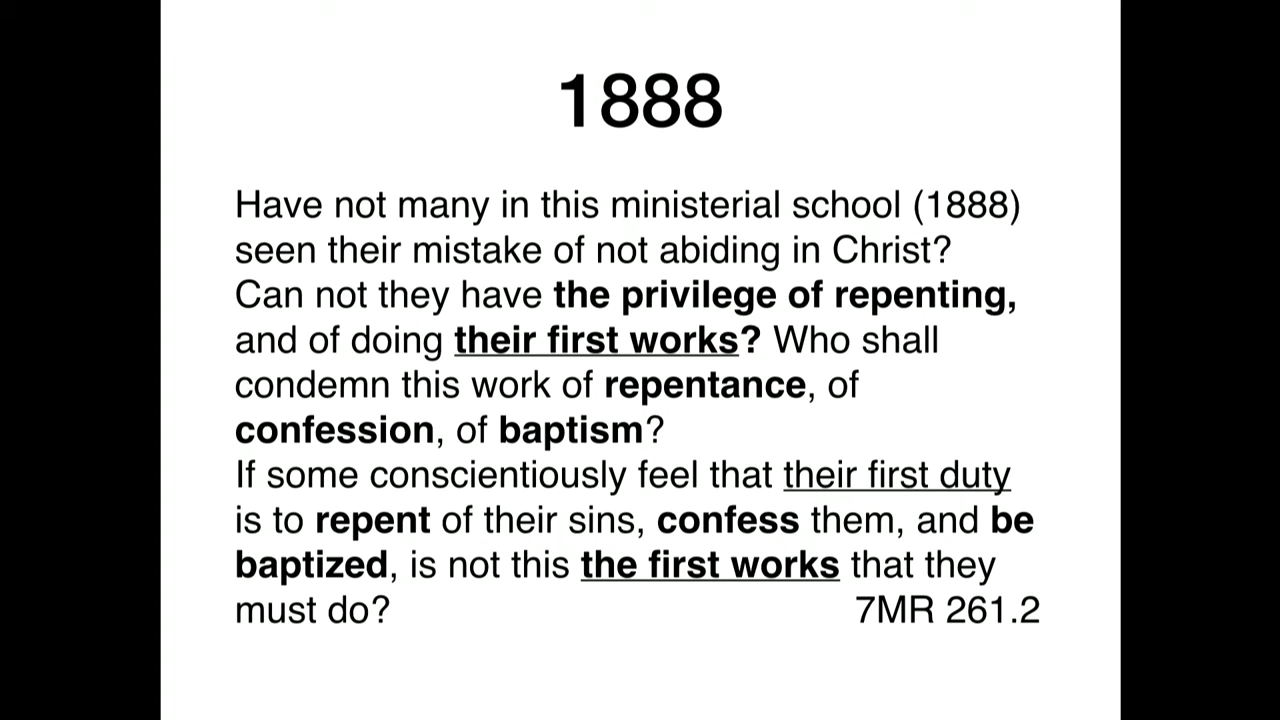 1888
Have not many in this ministerial school (1888)
seen their mistake of not abiding in Christ?
Can not they have the privilege of repenting,
and of doing their first works? Who shall
condemn this work of repentance, of
confession, of baptism?
If some conscientiously feel that their first duty
is to repent of their sins, confess them, and be
baptized, is not this the first works that they
must do? 7MR 261.2